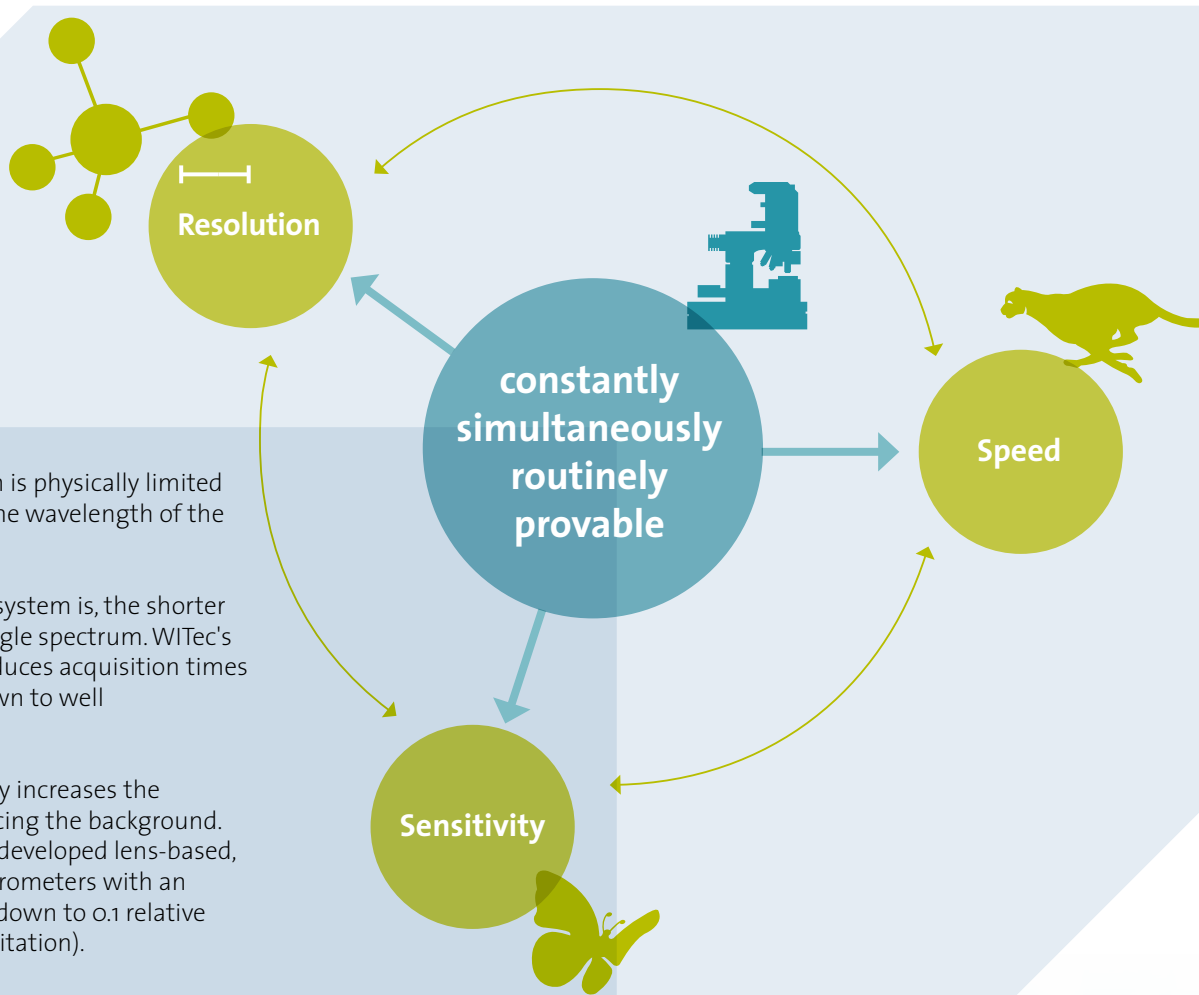 Resolution
constantly
simultaneously
routinely
provable
Speed
Sensitivity
is physically limited
ne wavelength of the
system is, the shorter
gle spectrum. WITec's
duces acquisition times
wn to well
y increases the
cing the background.
developed lens-based,
rometers with an
down to 0.1 relative
itation).